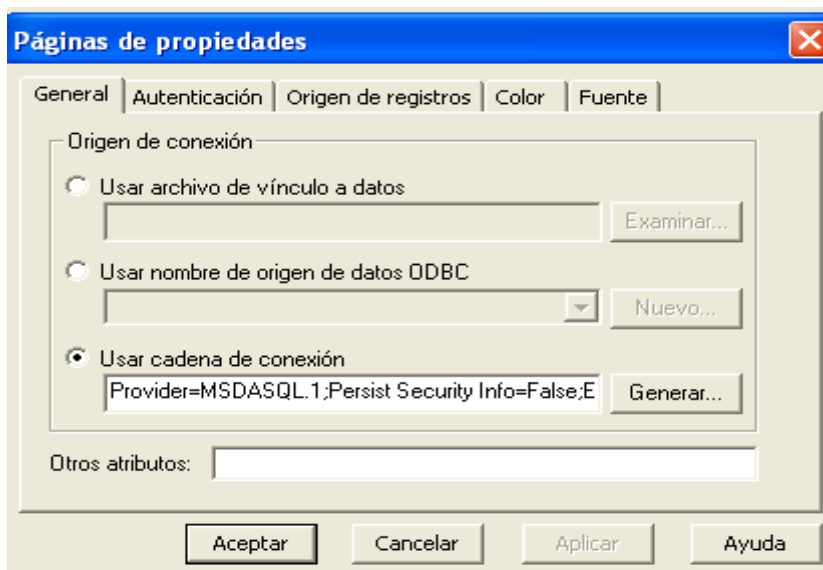 Páginas de propiedades
General Autenticación Origen de registros Color Fuente
Origen de conexión
Usar archivo de vínculo a datos
Examinar...
Usar nombre de origen de datos ODBC
Nuevo...
Usar cadena de conexión
Provider=MSDASQL.1;Persist Security Info=False;E Generar...
Otros atributos:
Aceptar Cancelar Aplicar Ayuda